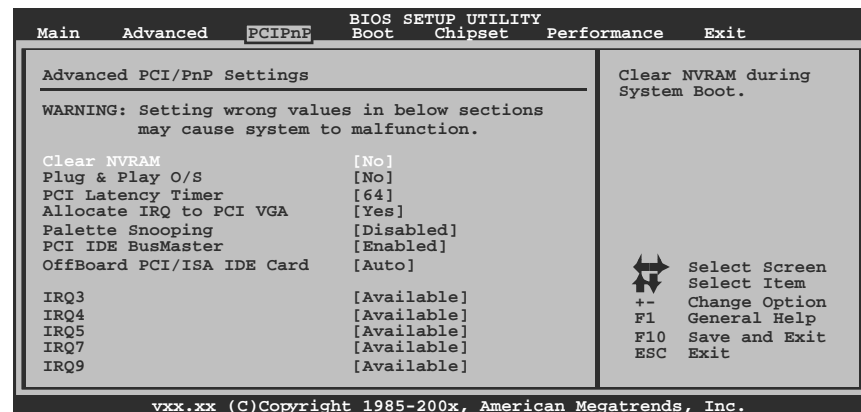 BIOS SETUP UTILITY
Main Advanced PCIPnP Boot Chipset Performance Exit
Advanced PCI/PnP Settings
WARNING: Setting wrong values in below sections
may cause system to malfunction.
Clear NVRAM [No]
Plug & Play O/S [No]
PCI Latency Timer [64]
Allocate IRQ to PCI VGA [Yes]
Palette Snooping [Disabled]
PCI IDE BusMaster [Enabled]
OffBoard PCI/ISA IDE Card [Auto]
IRQ3 [Available]
IRQ4 [Available]
IRQ5 [Available]
IRQ7 [Available]
IRQ9 [Available]
Clear NVRAM during
System Boot.
Select Screen
Select Item
+- Change Option
F1 General Help
F10 Save and Exit
ESC Exit
vxx.xx (C)Copyright 1985-200x, American Megatrends, Inc.